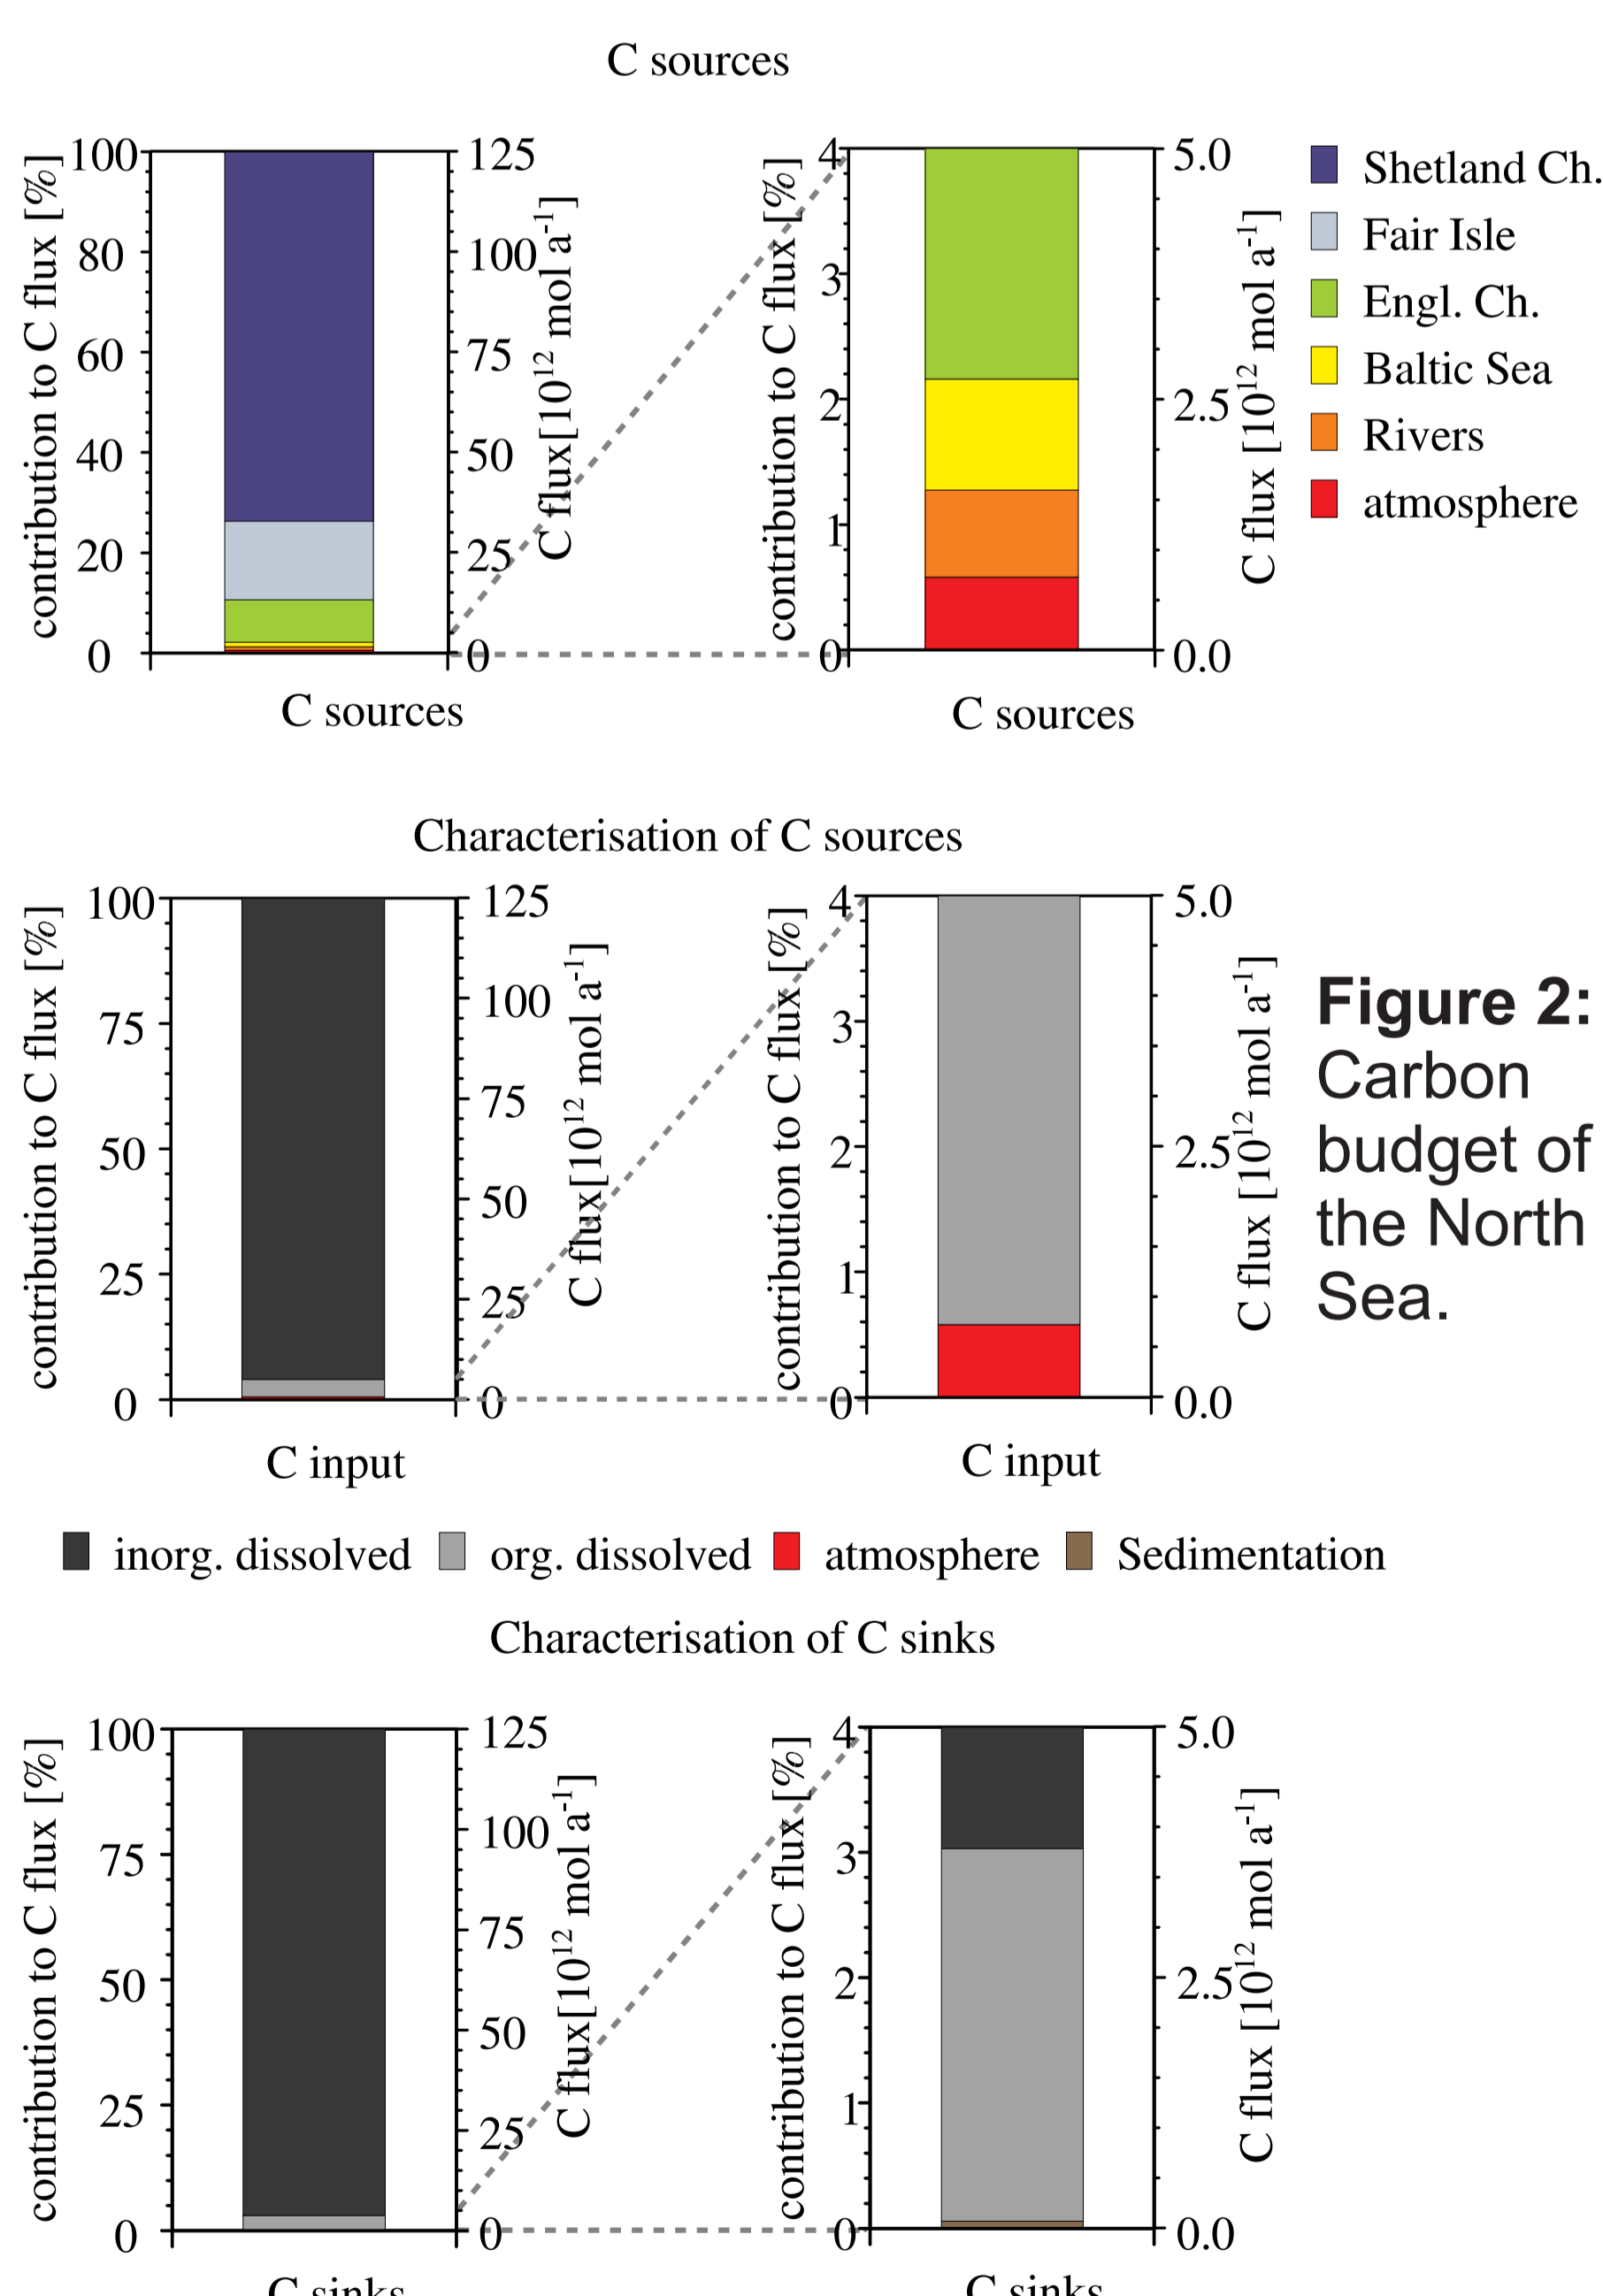 C sources
contribution to C flux [%]
100
80
60
40
20
0
125
100
75
50
25
0
C flux[10¹² mol a⁻¹]
C sources
contribution to C flux [%]
4
3
2
1
0
5.0
2.5
0.0
C flux [10¹² mol a⁻¹]
C sources
Shetland Ch.
Fair Isle
Engl. Ch.
Baltic Sea
Rivers
atmosphere
Characterisation of C sources
contribution to C flux [%]
100
75
50
25
0
125
100
75
50
25
0
C flux[10¹² mol a⁻¹]
C input
contribution to C flux [%]
4
3
2
1
0
5.0
2.5
0.0
C flux [10¹² mol a⁻¹]
C input
Figure 2:
Carbon
budget of
the North
Sea.
inorg. dissolved
org. dissolved
atmosphere
Sedimentation
Characterisation of C sinks
contribution to C flux [%]
100
75
50
25
0
125
100
75
50
25
0
C flux[10¹² mol a⁻¹]
C sinks
contribution to C flux [%]
4
3
2
1
0
5.0
2.5
0.0
C flux [10¹² mol a⁻¹]
C sinks